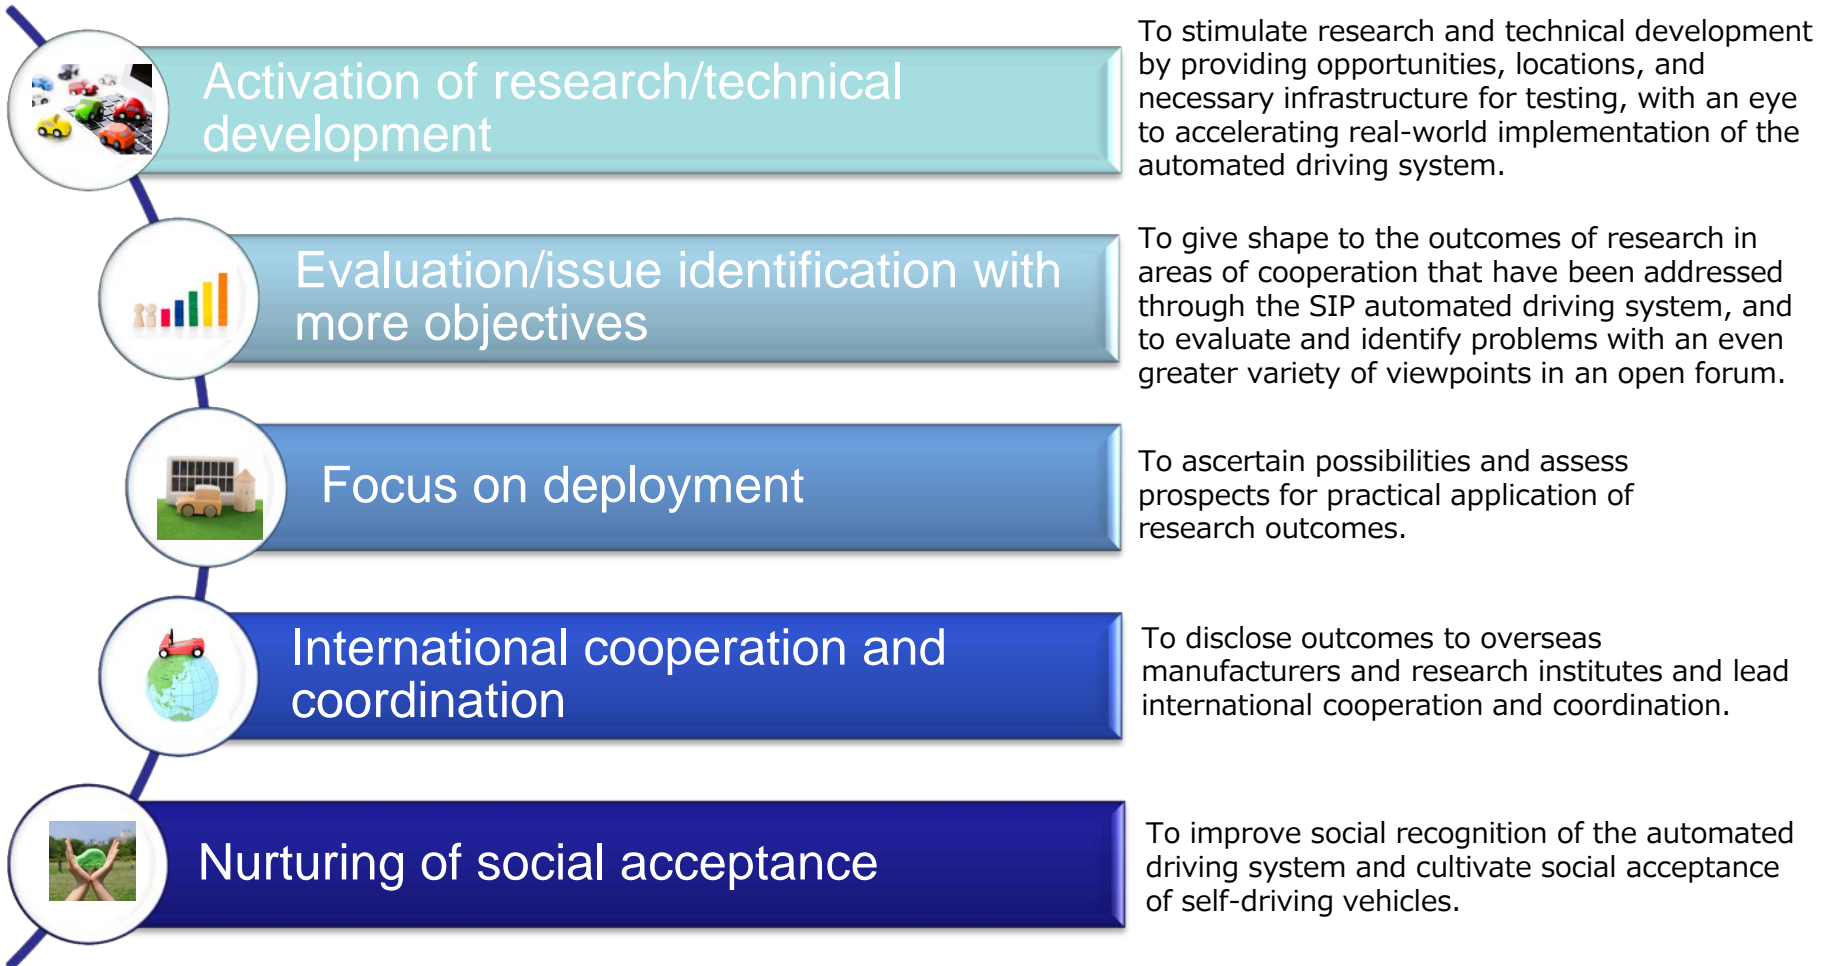 Activation of research/technical
development
To stimulate research and technical development
by providing opportunities, locations, and
necessary infrastructure for testing, with an eye
to accelerating real-world implementation of the
automated driving system.
Evaluation/issue identification with
more objectives
To give shape to the outcomes of research in
areas of cooperation that have been addressed
through the SIP automated driving system, and
to evaluate and identify problems with an even
greater variety of viewpoints in an open forum.
Focus on deployment
To ascertain possibilities and assess
prospects for practical application of
research outcomes.
International cooperation and
coordination
To disclose outcomes to overseas
manufacturers and research institutes and lead
international cooperation and coordination.
Nurturing of social acceptance
To improve social recognition of the automated
driving system and cultivate social acceptance
of self-driving vehicles.